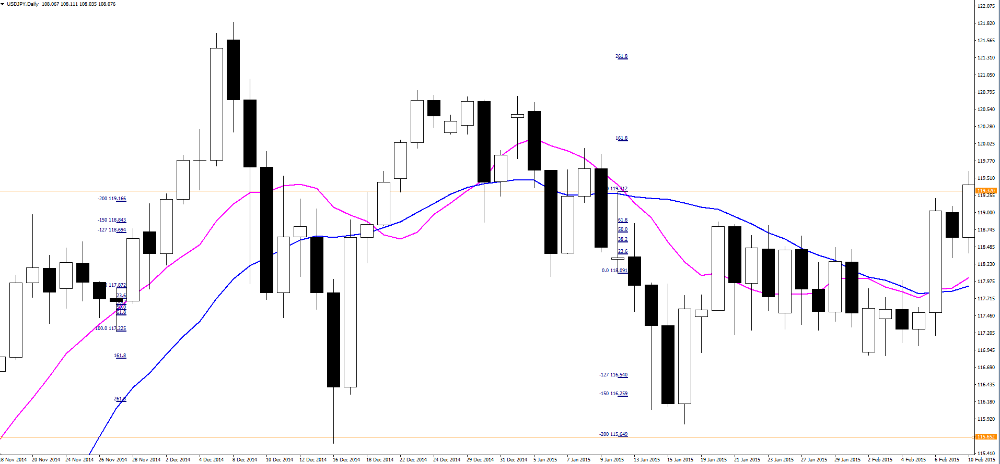 USDJPY,Daily 108.067 108.111 108.035 108.076
122.075
121.820
121.565
121.310
121.050
120.795
120.540
120.280
120.025
119.770
119.510
119.320
119.255
119.000
118.745
118.485
118.230
117.975
117.715
117.460
117.205
116.945
116.690
116.435
116.180
115.920
115.652
115.410
-200 119.166
-150 118.843
-127 118.694
0 117.872
23.6
38.2
50.0
61.8
100.0 117.225
161.8
261.8
261.8
161.8
0 119.312
61.8
50.0
38.2
23.6
0.0 118.091
-127 116.540
-150 116.259
-200 115.649
18 Nov 2014
20 Nov 2014
24 Nov 2014
26 Nov 2014
28 Nov 2014
2 Dec 2014
4 Dec 2014
8 Dec 2014
10 Dec 2014
12 Dec 2014
16 Dec 2014
18 Dec 2014
22 Dec 2014
24 Dec 2014
29 Dec 2014
31 Dec 2014
5 Jan 2015
7 Jan 2015
9 Jan 2015
13 Jan 2015
15 Jan 2015
19 Jan 2015
21 Jan 2015
23 Jan 2015
27 Jan 2015
29 Jan 2015
2 Feb 2015
4 Feb 2015
6 Feb 2015
10 Feb 2015